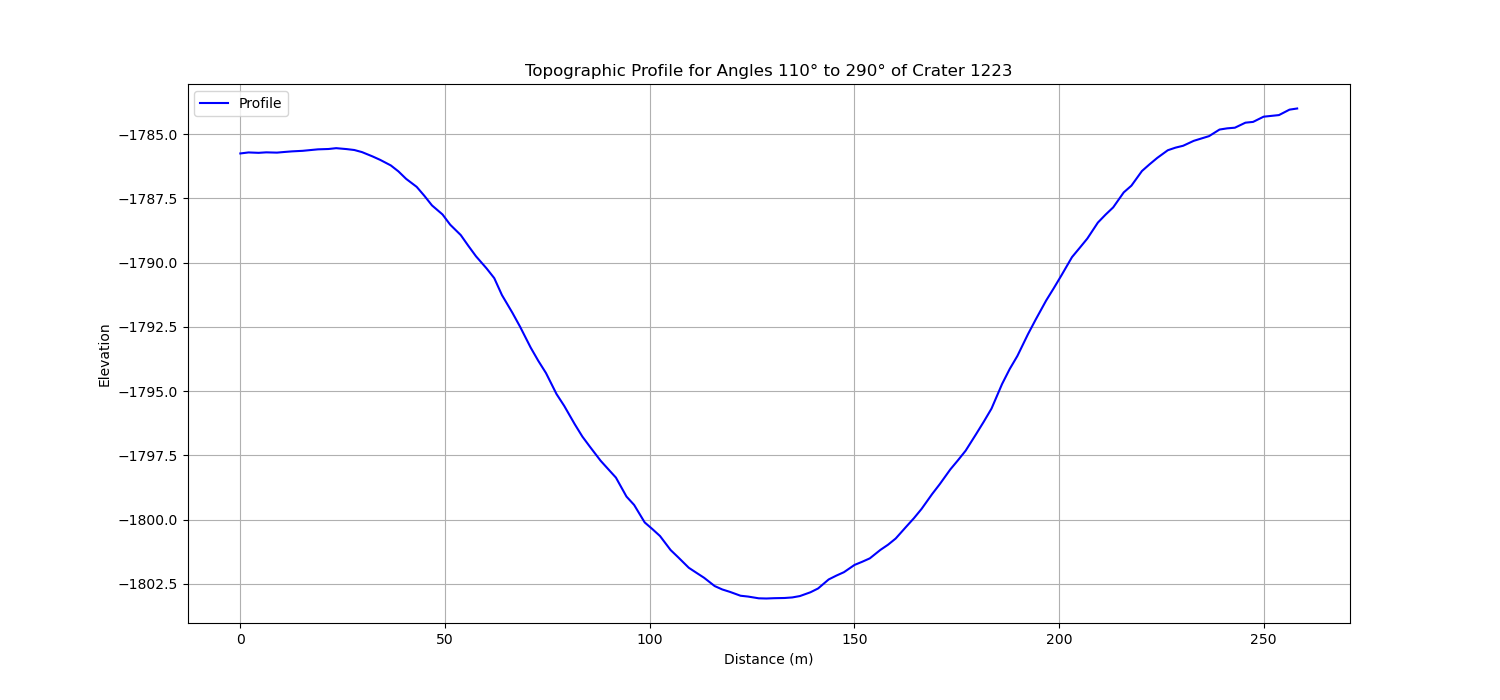 Topographic Profile for Angles 110° to 290° of Crater 1223
Profile
−1785.0
−1787.5
−1790.0
−1792.5
−1795.0
−1797.5
−1800.0
−1802.5
Elevation
0 50 100 150 200 250
Distance (m)